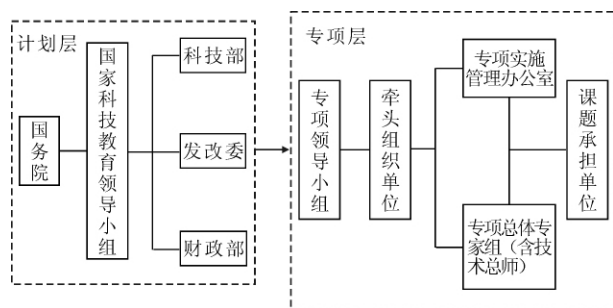 计划层
国务院
国家科技教育领导小组
科技部
发改委
财政部
专项层
专项领导小组
牵头组织单位
专项实施
管理办公室
专项总体专
家组（含技
术总师）
课题承担单位